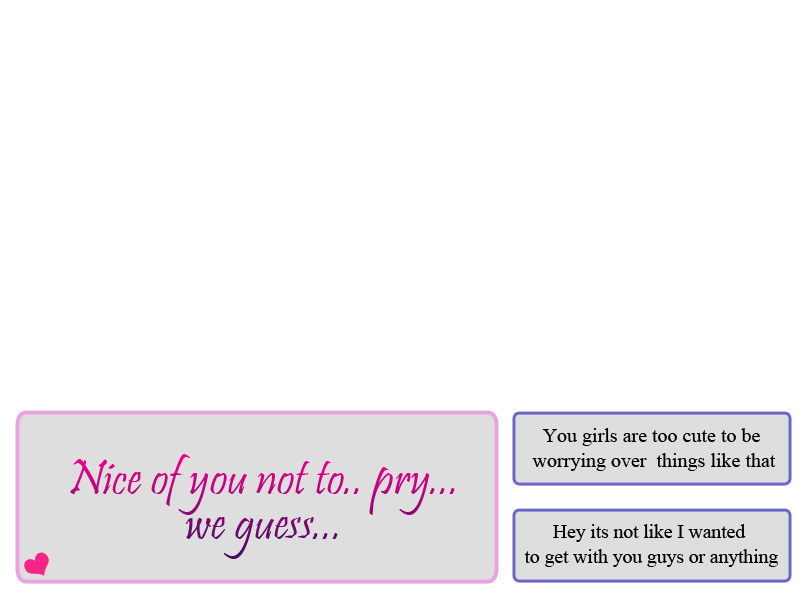 Nice of you not to.. pry...
we guess...
You girls are too cute to be
worrying over  things like that
Hey its not like I wanted
to get with you guys or anything